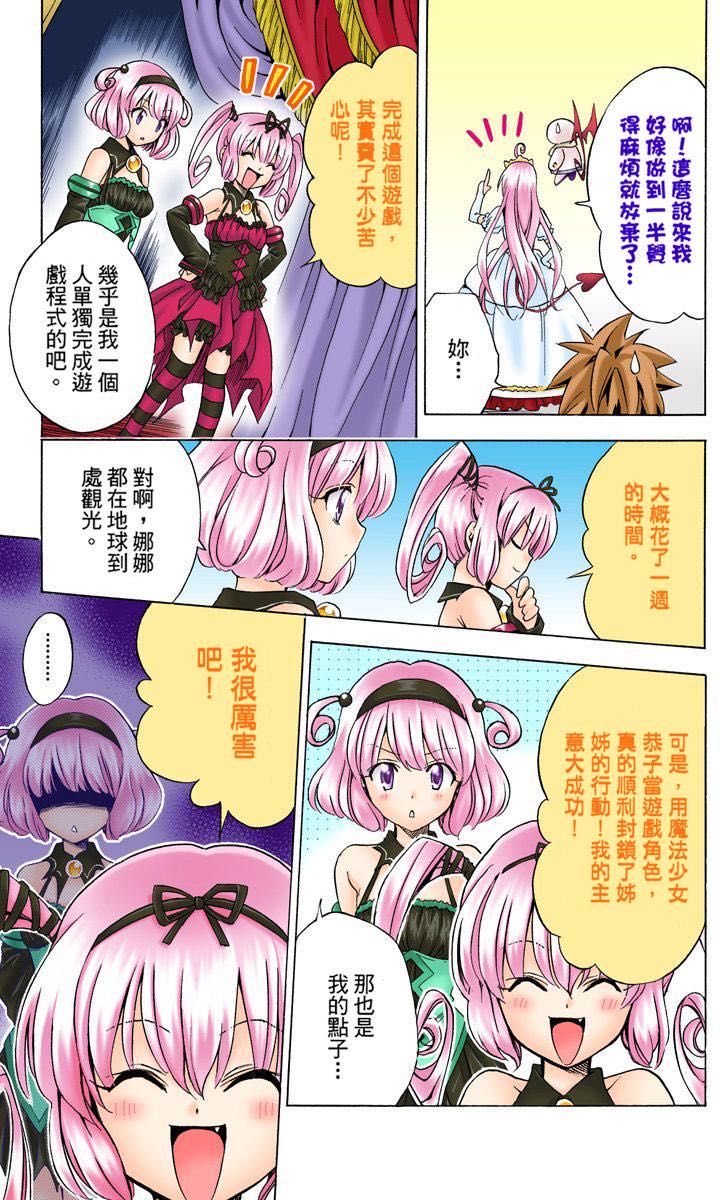 啊！這麼說來我
好像做到一半覺
得麻煩就放棄了⋯
妳⋯
完成這個遊戲，
其實費了不少苦
心呢！
幾乎是我一個
人單獨完成遊
戲程式的吧。
大概花了一週
的時間。
對啊，娜娜
都在地球到
處觀光。
可是，用魔法少女
恭子當遊戲角色，
真的順利封鎖了姊
姊的行動！我的主
意大成功！
那也是
我的點子⋯
我很厲害
吧！
⋯⋯⋯